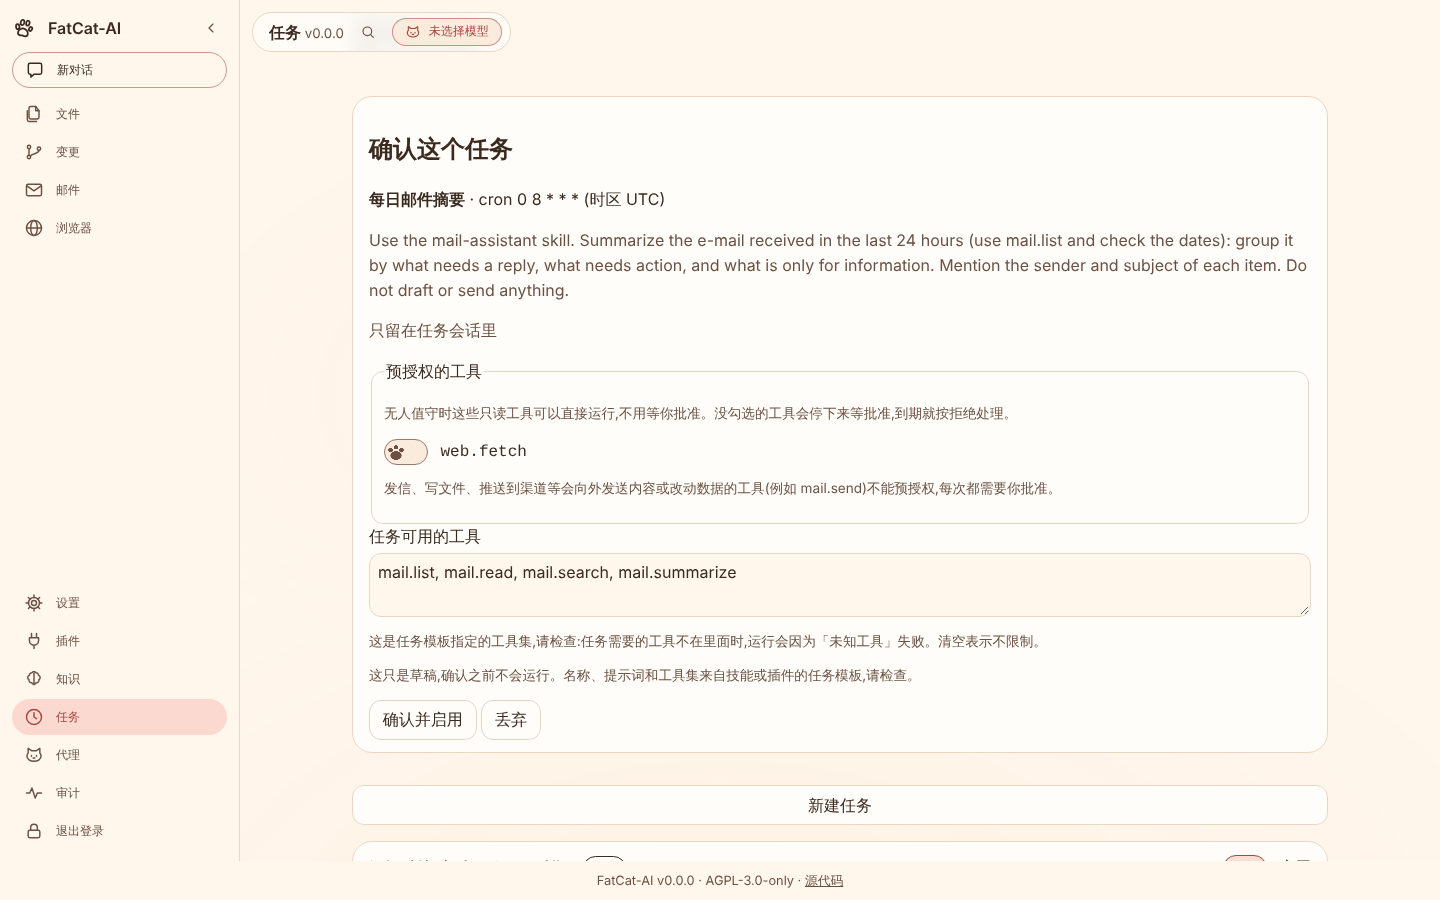 FatCat-AI
新对话
文件
变更
邮件
浏览器
设置
插件
知识
任务
代理
审计
退出登录
任务 v0.0.0
未选择模型
确认这个任务
每日邮件摘要 · cron 0 8 * * * (时区 UTC)
Use the mail-assistant skill. Summarize the e-mail received in the last 24 hours (use mail.list and check the dates): group it
by what needs a reply, what needs action, and what is only for information. Mention the sender and subject of each item. Do
not draft or send anything.
只留在任务会话里
预授权的工具
无人值守时这些只读工具可以直接运行,不用等你批准。没勾选的工具会停下来等批准,到期就按拒绝处理。
web.fetch
发信、写文件、推送到渠道等会向外发送内容或改动数据的工具(例如 mail.send)不能预授权,每次都需要你批准。
任务可用的工具
mail.list, mail.read, mail.search, mail.summarize
这是任务模板指定的工具集,请检查:任务需要的工具不在里面时,运行会因为「未知工具」失败。清空表示不限制。
这只是草稿,确认之前不会运行。名称、提示词和工具集来自技能或插件的任务模板,请检查。
确认并启用
丢弃
新建任务
FatCat-AI v0.0.0 · AGPL-3.0-only · 源代码